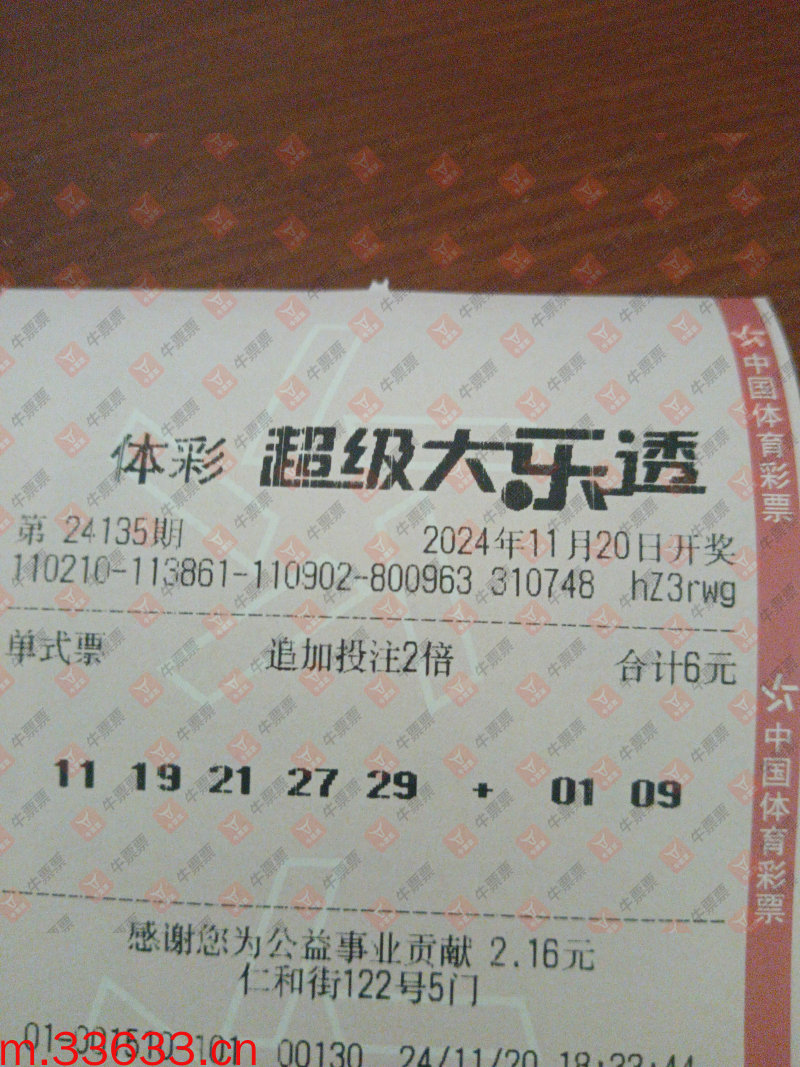 体彩 超级大乐透
第 24135期 2024年11月20日开奖
110210-113861-110902-800963 310748 hZ3rwg
单式票 追加投注2倍 合计6元
11 19 21 27 29 + 01 09
感谢您为公益事业贡献 2.16元
仁和街122号5门
101 00130 24/11/20 18:23:44
m.33633.cn
中国体育彩票
中国体育彩票
牛票票